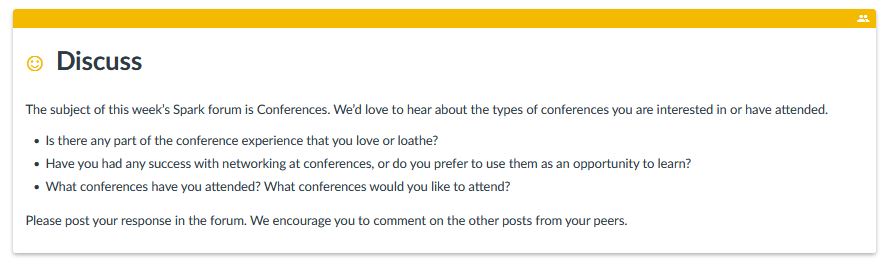 Discuss
The subject of this week's Spark forum is Conferences. We'd love to hear about the types of conferences you are interested in or have attended.
• Is there any part of the conference experience that you love or loathe?
• Have you had any success with networking at conferences, or do you prefer to use them as an opportunity to learn?
• What conferences have you attended? What conferences would you like to attend?
Please post your response in the forum. We encourage you to comment on the other posts from your peers.